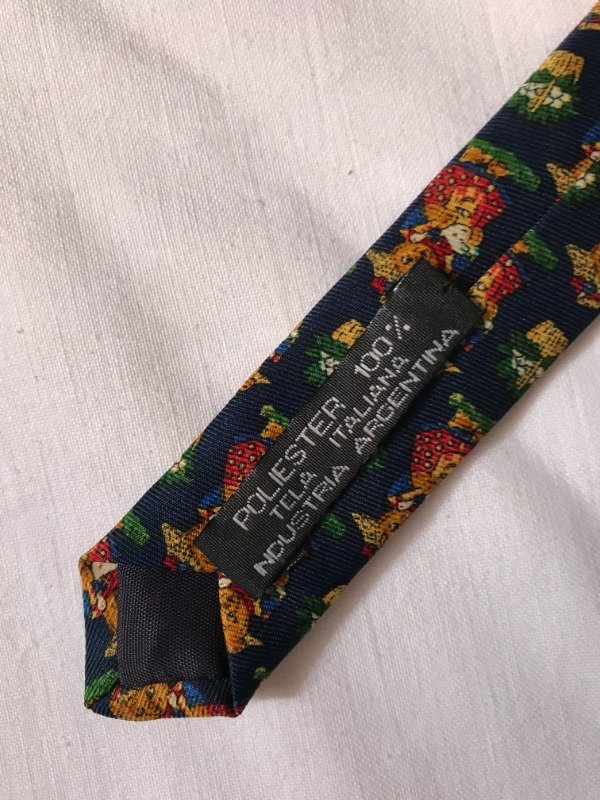 POLIESTER 100%
TELA ITALIANA
INDUSTRIA ARGENTINA